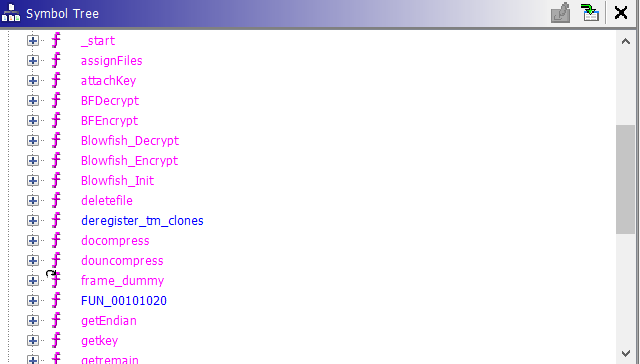 Symbol Tree
_start
assignFiles
attachKey
BFDecrypt
BFEncrypt
Blowfish_Decrypt
Blowfish_Encrypt
Blowfish_Init
deletefile
deregister_tm_clones
docompress
douncompress
frame_dummy
FUN_00101020
getEndian
getkey
getremain